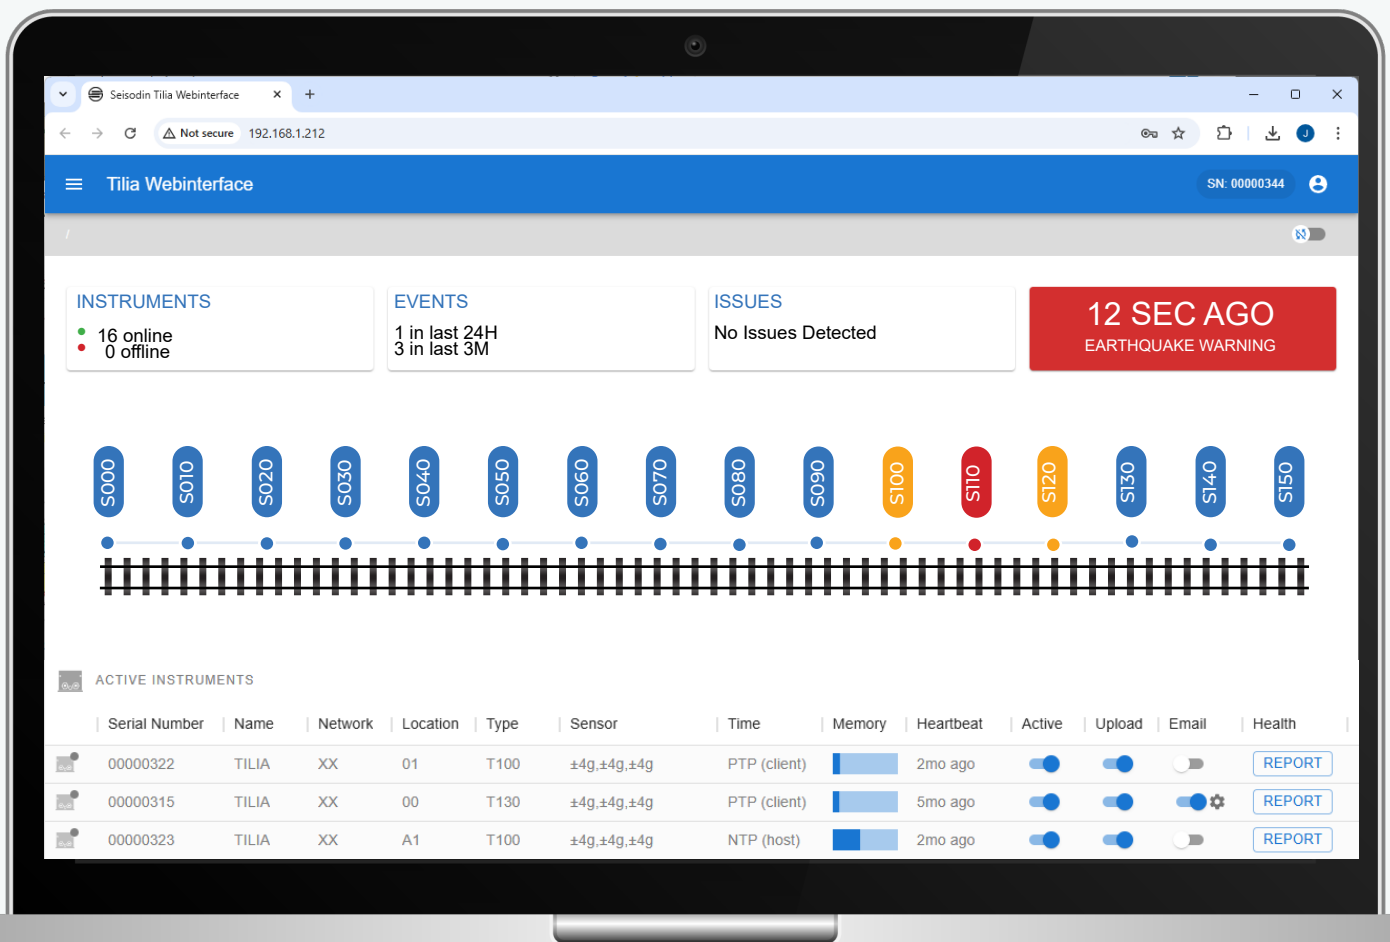 Seisodin Tilia Webinterface
Not secure 192.168.1.212
J
Tilia Webinterface
SN: 00000344
/
INSTRUMENTS
16 online
0 offline
EVENTS
1 in last 24H
3 in last 3M
ISSUES
No Issues Detected
12 SEC AGO
EARTHQUAKE WARNING
S000 S010 S020 S030 S040 S050 S060 S070 S080 S090 S100 S110 S120 S130 S140 S150
ACTIVE INSTRUMENTS
Serial Number Name Network Location Type Sensor Time Memory Heartbeat Active Upload Email Health
00000322 TILIA XX 01 T100 ±4g,±4g,±4g PTP (client) 2mo ago REPORT
00000315 TILIA XX 00 T130 ±4g,±4g,±4g PTP (client) 5mo ago REPORT
00000323 TILIA XX A1 T100 ±4g,±4g,±4g NTP (host) 2mo ago REPORT